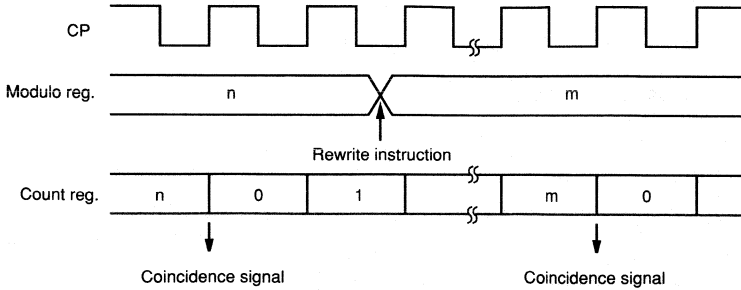 CP
Modulo reg.
n
m
Rewrite instruction
Count reg.
n
0
1
m
0
Coincidence signal
Coincidence signal